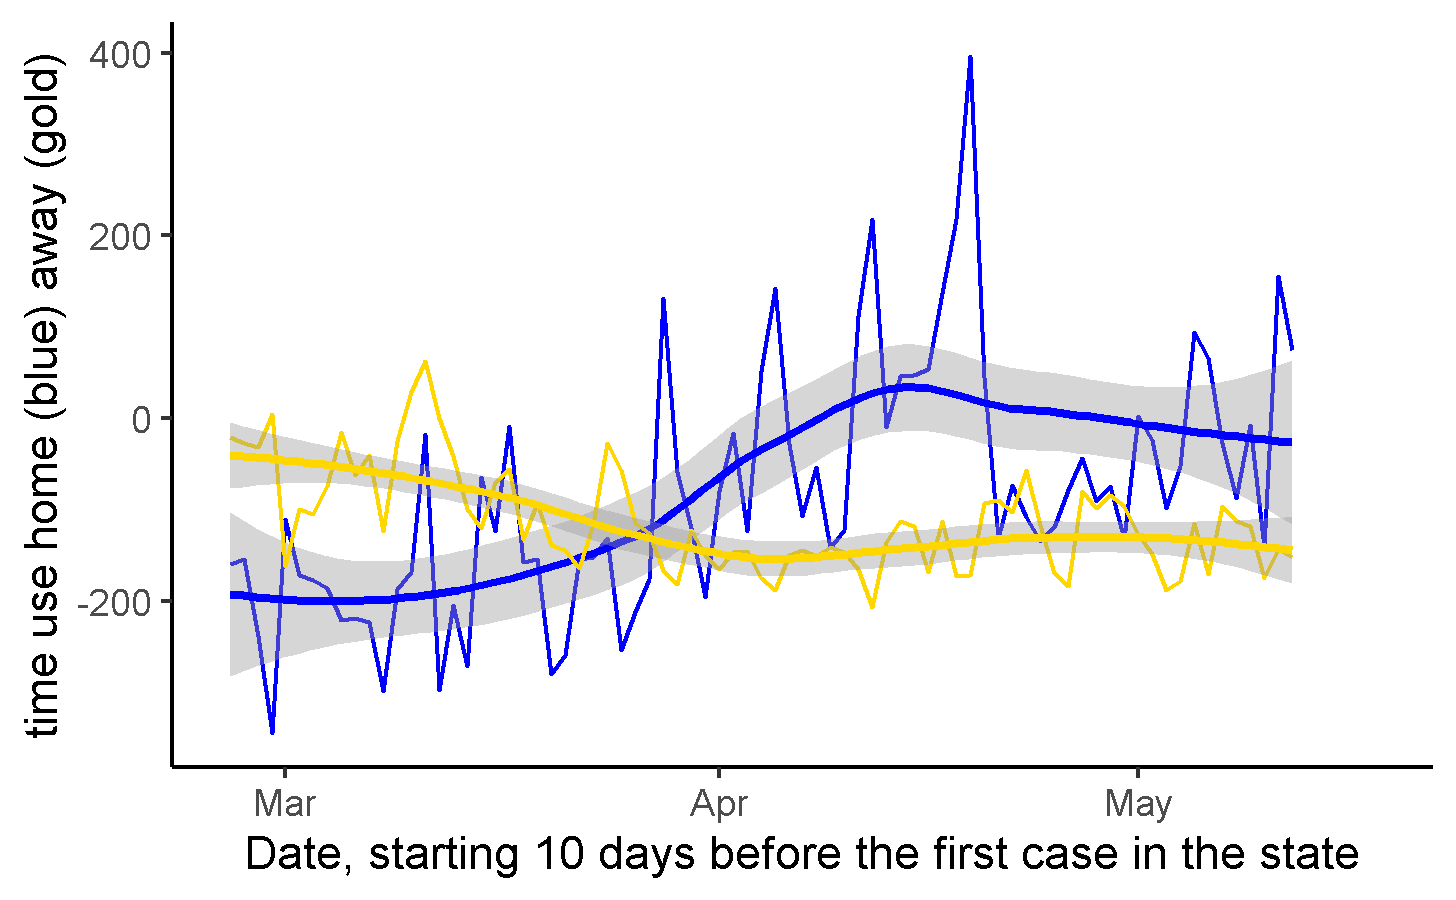 time use home (blue) away (gold)
400
200
0
-200
Mar Apr May
Date, starting 10 days before the first case in the state